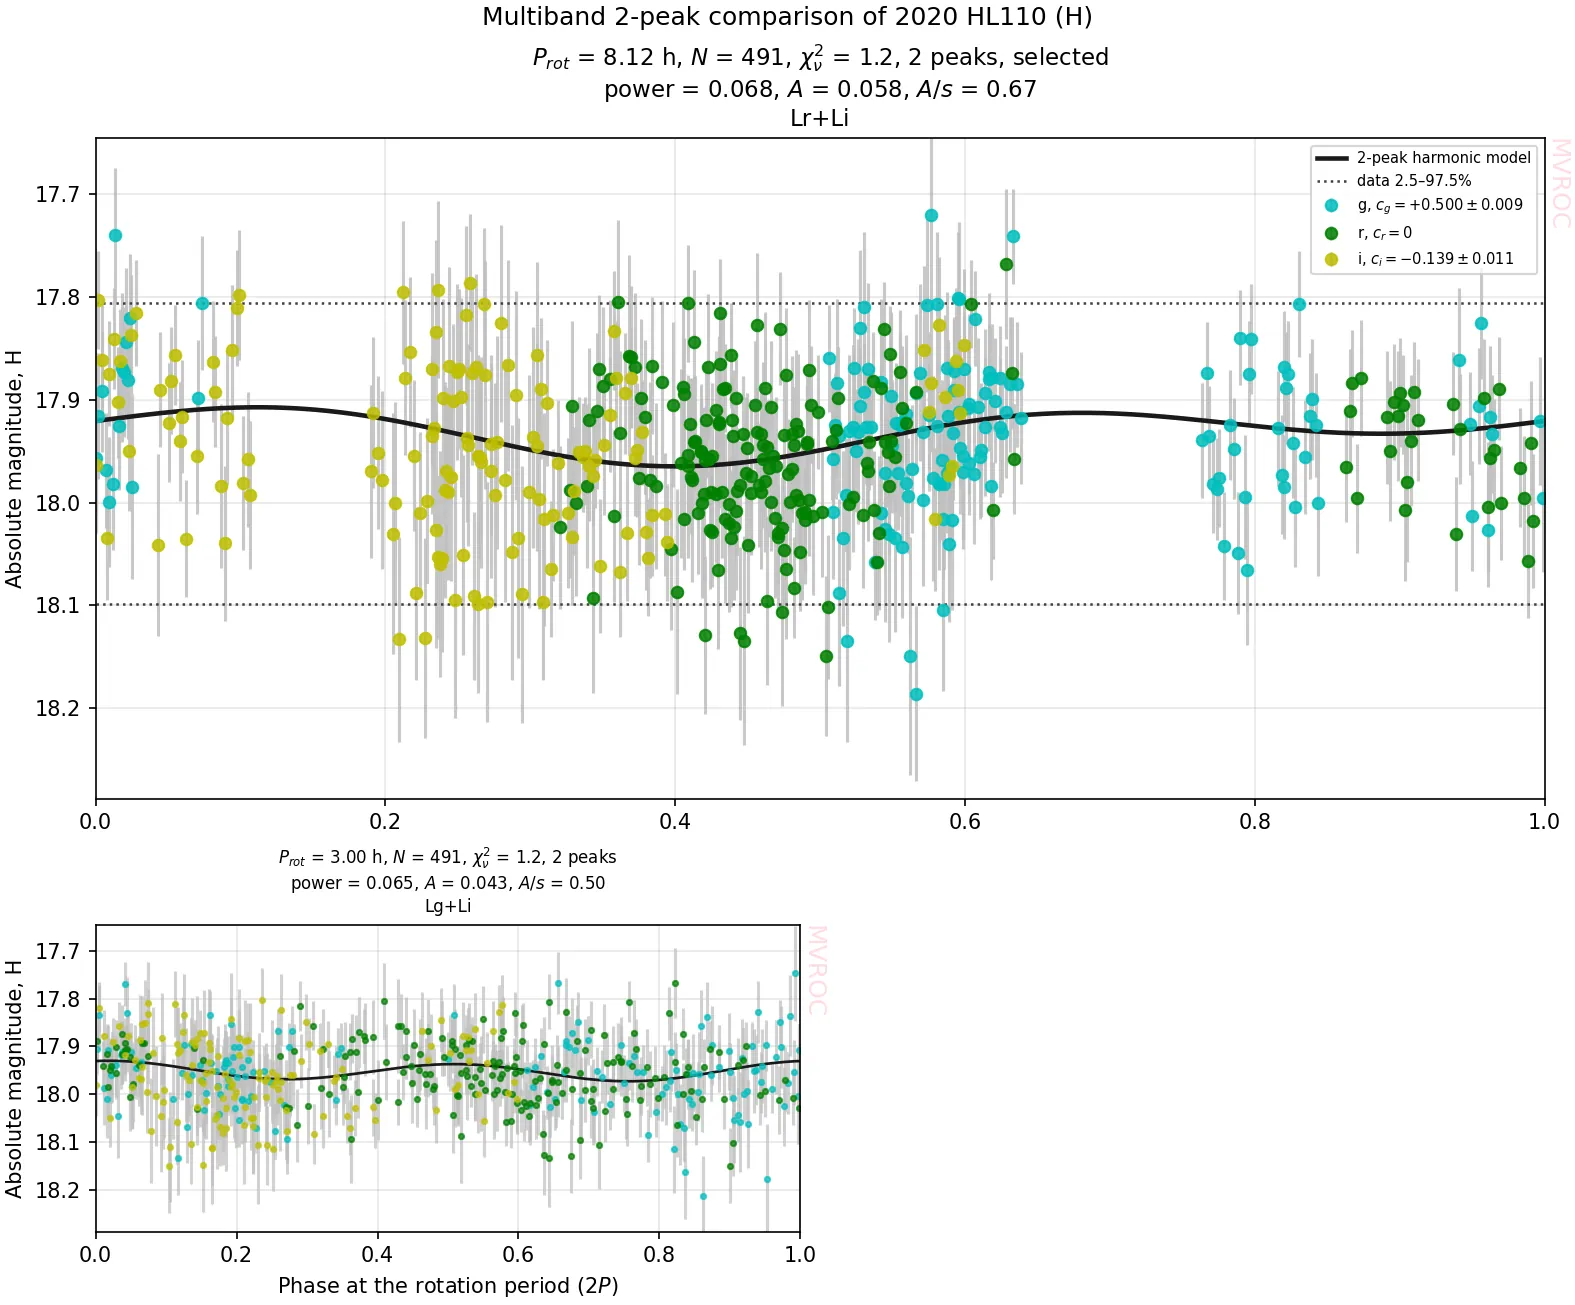 Multiband 2-peak comparison of 2020 HL110 (H)
P_rot = 8.12 h, N = 491, χ²_ν = 1.2, 2 peaks, selected
power = 0.068, A = 0.058, A/s = 0.67
Lr+Li
2-peak harmonic model
data 2.5–97.5%
g, c_g = +0.500 ± 0.009
r, c_r = 0
i, c_i = −0.139 ± 0.011
MVROC
Absolute magnitude, H
17.7
17.8
17.9
18.0
18.1
18.2
0.0 0.2 0.4 0.6 0.8 1.0
P_rot = 3.00 h, N = 491, χ²_ν = 1.2, 2 peaks
power = 0.065, A = 0.043, A/s = 0.50
Lg+Li
MVROC
Absolute magnitude, H
17.7
17.8
17.9
18.0
18.1
18.2
0.0 0.2 0.4 0.6 0.8 1.0
Phase at the rotation period (2P)